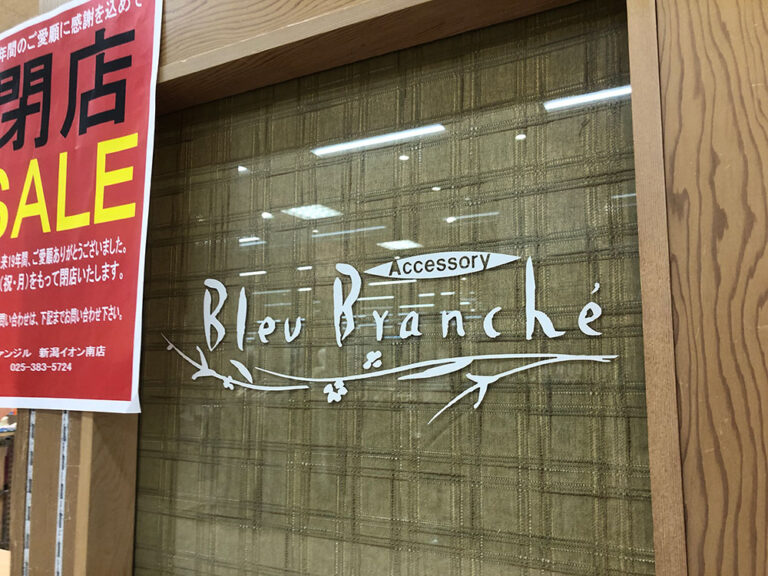 年間のご愛顧に感謝を込めて
閉店
SALE
来19年間、ご愛顧ありがとうございました。
(祝・月)をもって閉店いたします。
問い合わせは、下記までお問い合わせ下さい。
ァンジル 新潟イオン南店
025-383-5724
Accessory
Bleu Branché